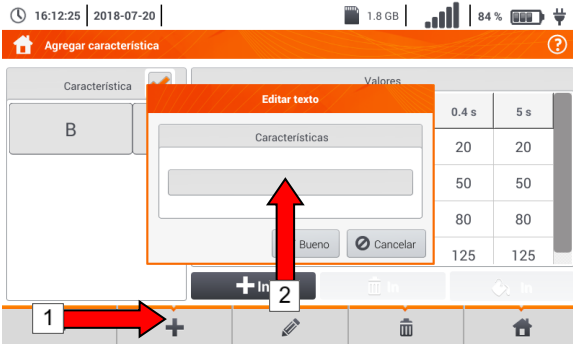 16:12:25 2018-07-20 1.8 GB 84 %
Agregar característica ?
Característica Valores
Editar texto
Características
0.4 s 5 s
B
20 20
50 50
80 80
125 125
Bueno Cancelar
In In In
1
2